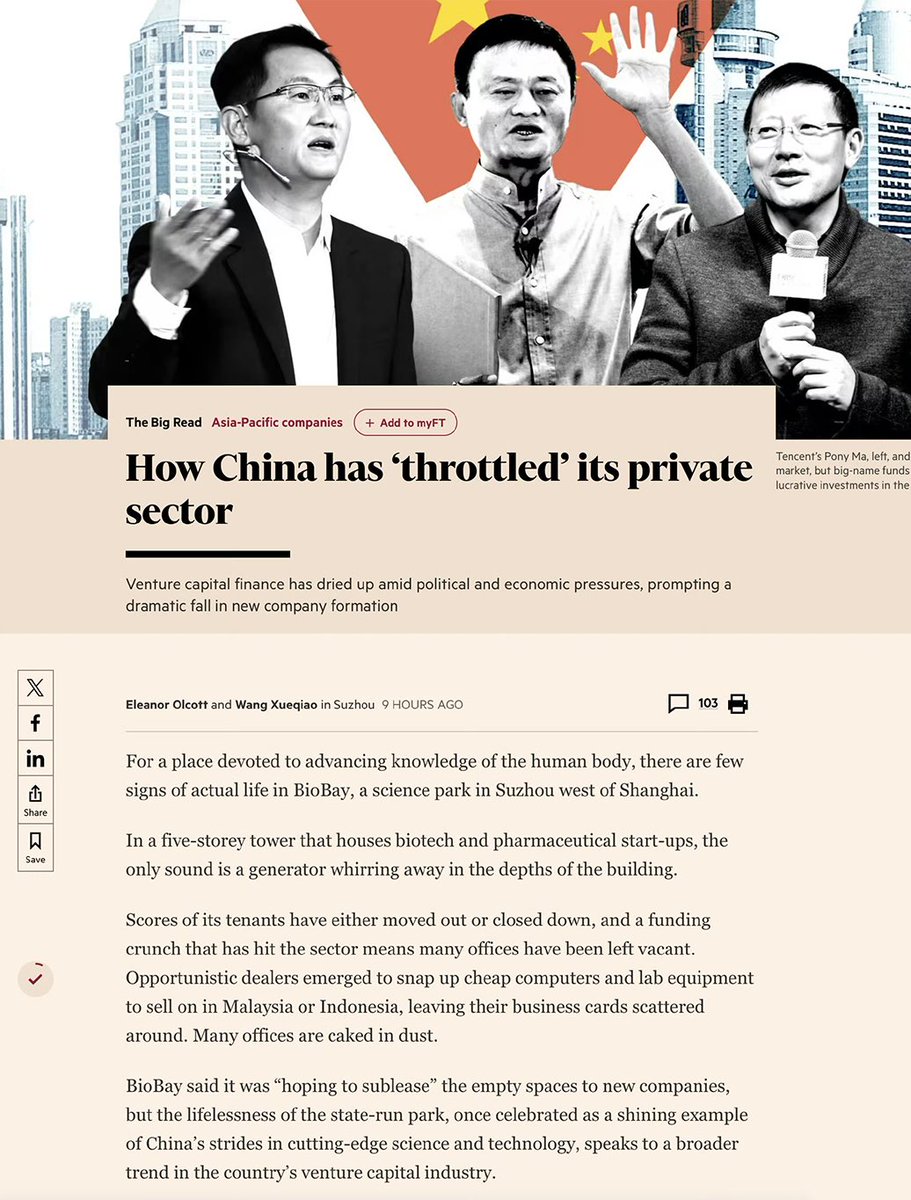 The Big Read Asia-Pacific companies + Add to myFT
How China has ‘throttled’ its private
sector
Tencent’s Pony Ma, left, and
market, but big-name funds
lucrative investments in the
Venture capital finance has dried up amid political and economic pressures, prompting a
dramatic fall in new company formation
Eleanor Olcott and Wang Xueqiao in Suzhou 9 HOURS AGO
103
X
f
in
Share
Save
For a place devoted to advancing knowledge of the human body, there are few
signs of actual life in BioBay, a science park in Suzhou west of Shanghai.
In a five-storey tower that houses biotech and pharmaceutical start-ups, the
only sound is a generator whirring away in the depths of the building.
Scores of its tenants have either moved out or closed down, and a funding
crunch that has hit the sector means many offices have been left vacant.
Opportunistic dealers emerged to snap up cheap computers and lab equipment
to sell on in Malaysia or Indonesia, leaving their business cards scattered
around. Many offices are caked in dust.
BioBay said it was “hoping to sublease” the empty spaces to new companies,
but the lifelessness of the state-run park, once celebrated as a shining example
of China’s strides in cutting-edge science and technology, speaks to a broader
trend in the country’s venture capital industry.